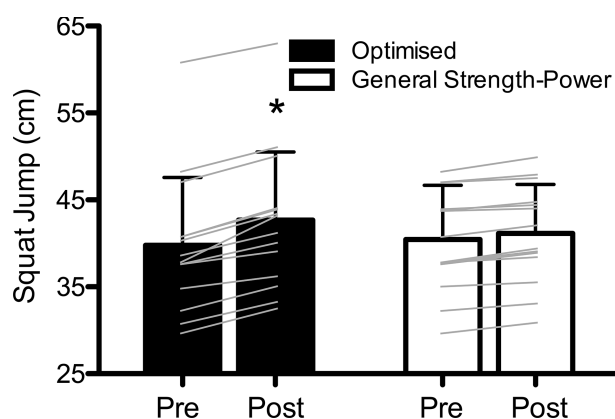 65
55
45
35
25
Squat Jump (cm)
Optimised
General Strength-Power
*
Pre Post Pre Post